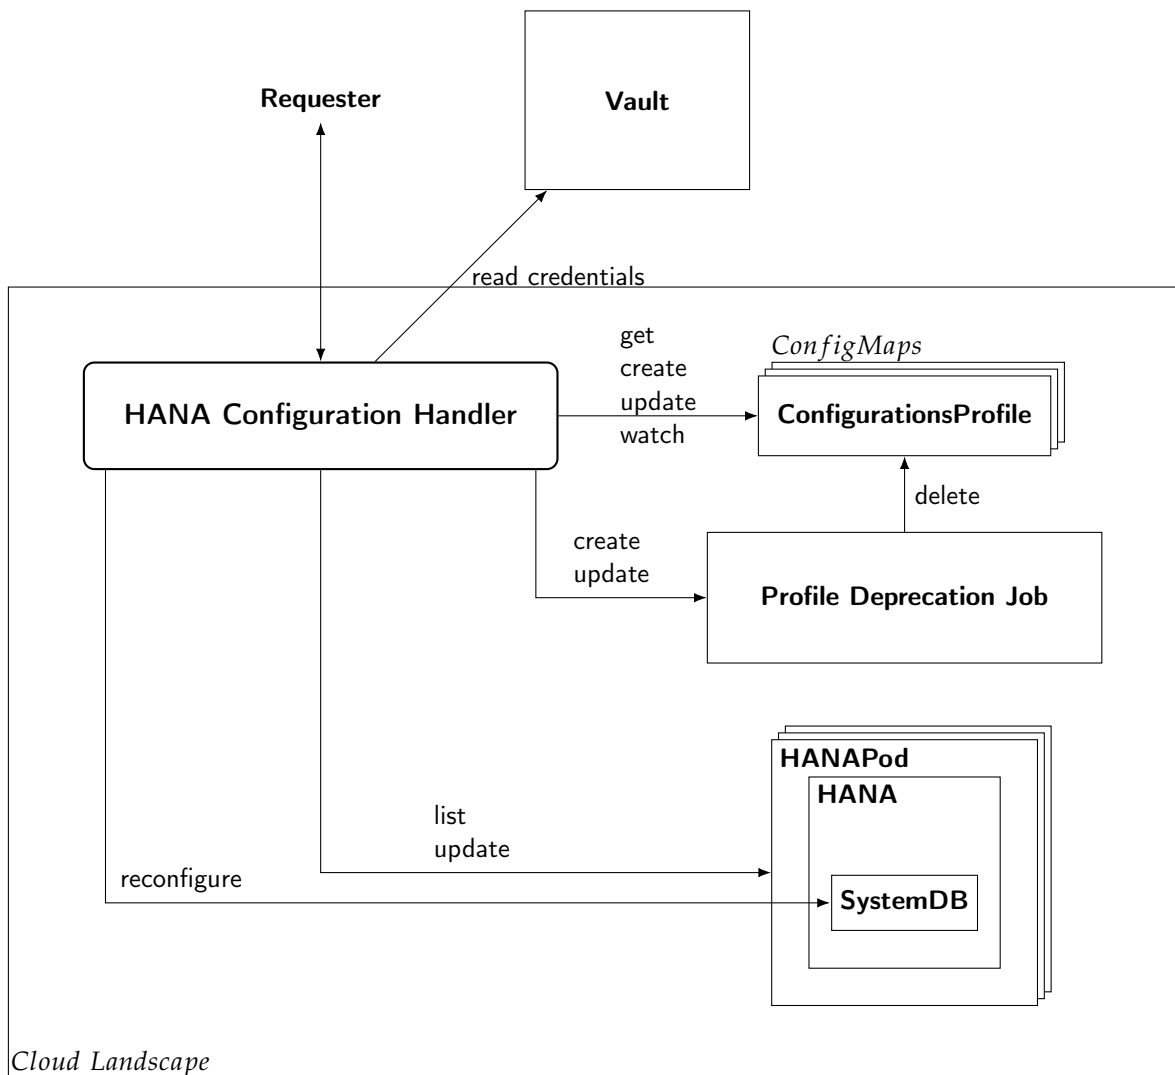 Requester
Vault
read credentials
get
create
update
watch
ConfigMaps
HANA Configuration Handler
ConfigurationsProfile
delete
create
update
Profile Deprecation Job
HANAPod
HANA
list
update
reconfigure
SystemDB
Cloud Landscape